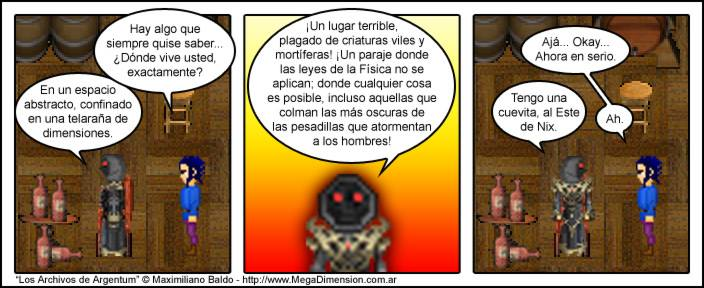 Hay algo que
siempre quise saber...
¿Dónde vive usted,
exactamente?
En un espacio
abstracto, confinado
en una telaraña de
dimensiones.
¡Un lugar terrible,
plagado de criaturas viles y
mortíferas! ¡Un paraje donde
las leyes de la Física no se
aplican; donde cualquier cosa
es posible, incluso aquellas que
colman las más oscuras de
las pesadillas que atormentan
a los hombres!
Ajá... Okay...
Ahora en serio.
Tengo una
cuevita, al Este
de Nix.
Ah.
"Los Archivos de Argentum" © Maximiliano Baldo - http://www.MegaDimension.com.ar